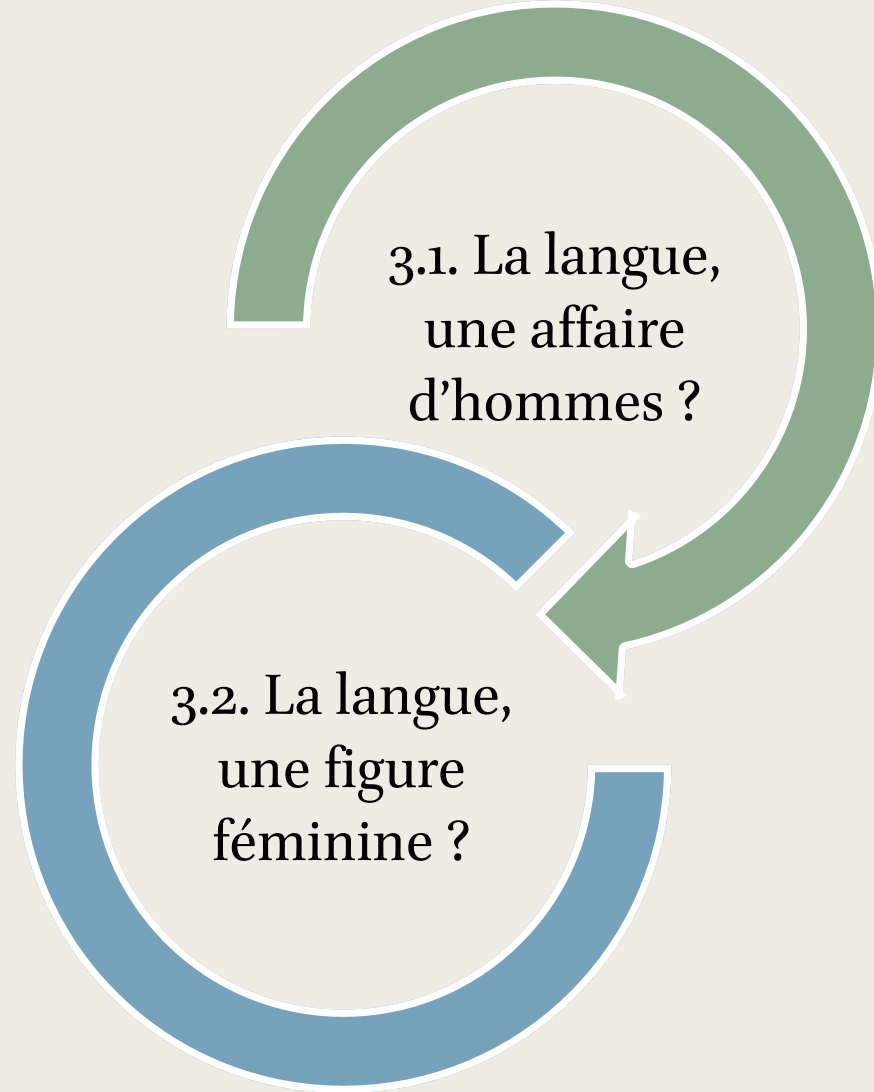 3.1. La langue,
une affaire
d’hommes ?
3.2. La langue,
une figure
féminine ?